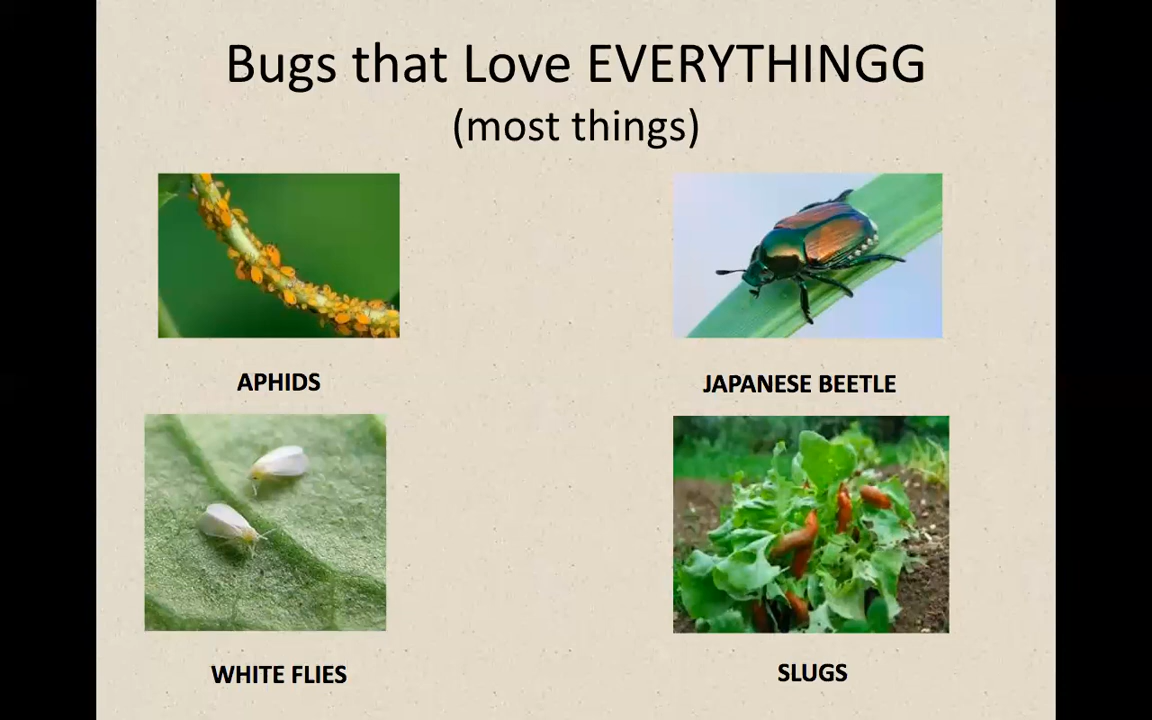 Bugs that Love EVERYTHINGG
(most things)
APHIDS
JAPANESE BEETLE
WHITE FLIES
SLUGS